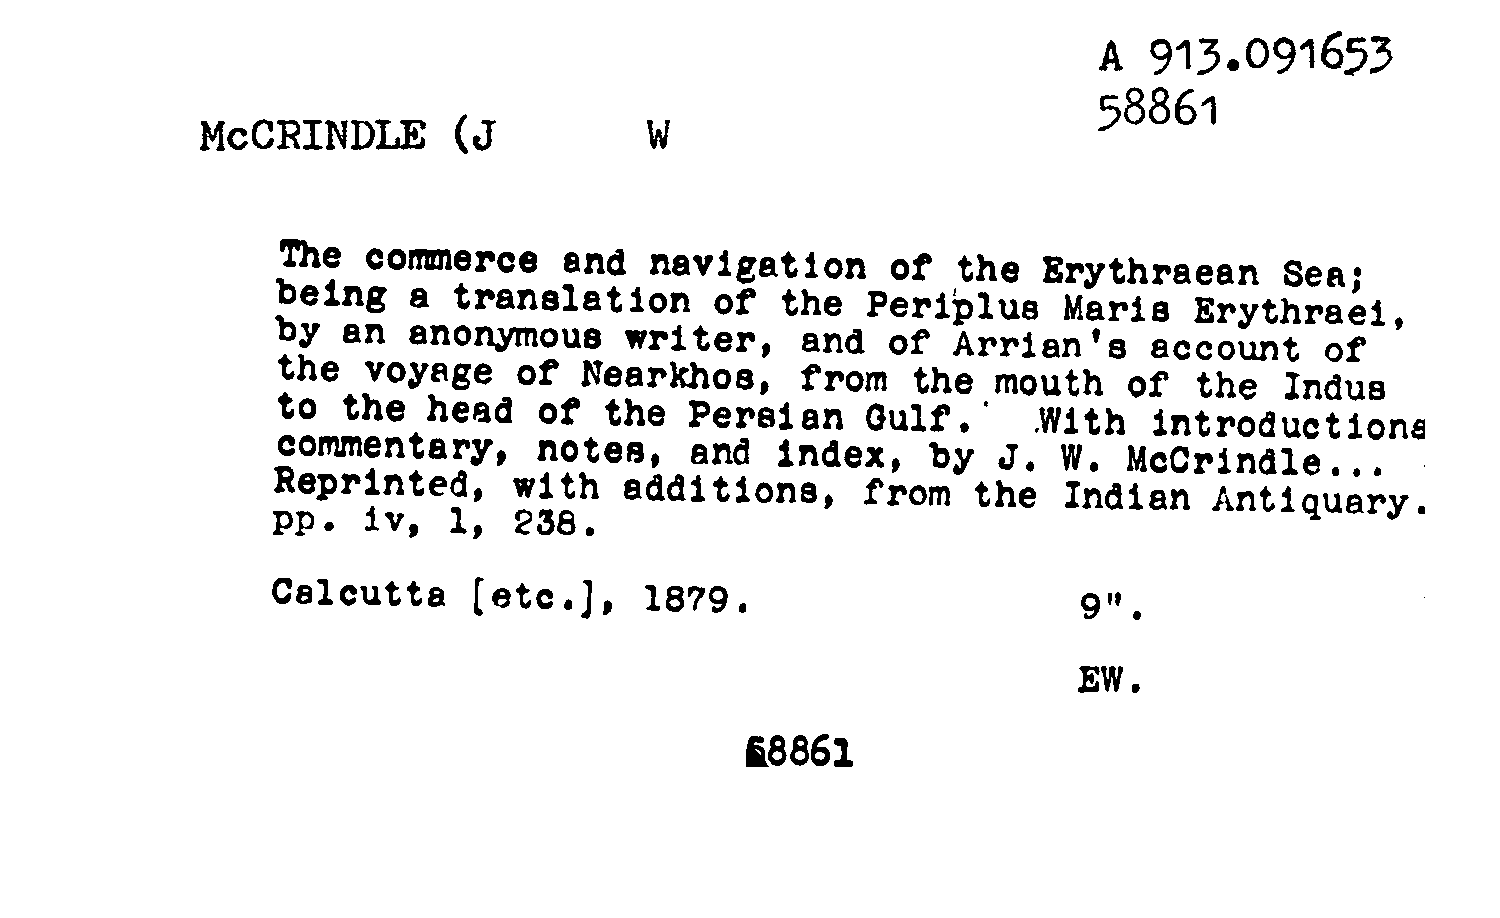 A 913.091653
58861
McCRINDLE (J W
The commerce and navigation of the Erythraean Sea;
being a translation of the Periplus Maris Erythraei,
by an anonymous writer, and of Arrian's account of
the voyage of Nearkhos, from the mouth of the Indus
to the head of the Persian Gulf. With introductions
commentary, notes, and index, by J. W. McCrindle...
Reprinted, with additions, from the Indian Antiquary.
pp. iv, 1, 238.
Calcutta [etc.], 1879. 9".
EW.
58861